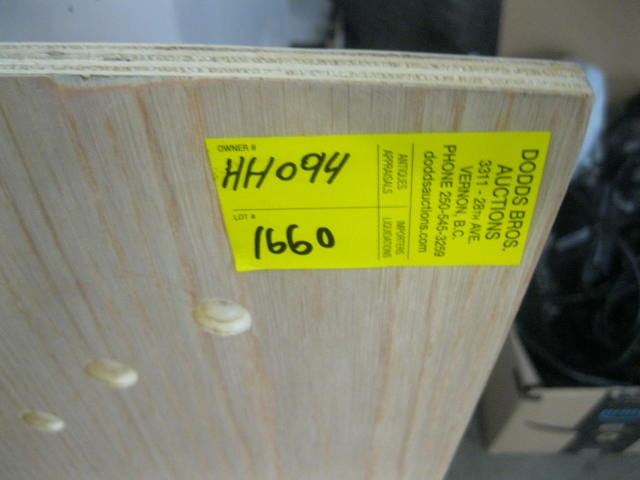 OWNER #
HH094
LOT #
1660
ANTIQUES
APPRAISALS
IMPORTERS
LIQUIDATIONS
DODDS BROS.
AUCTIONS
3311 - 28TH AVE.
VERNON, B.C.
PHONE 250-545-3259
doddsauctions.com